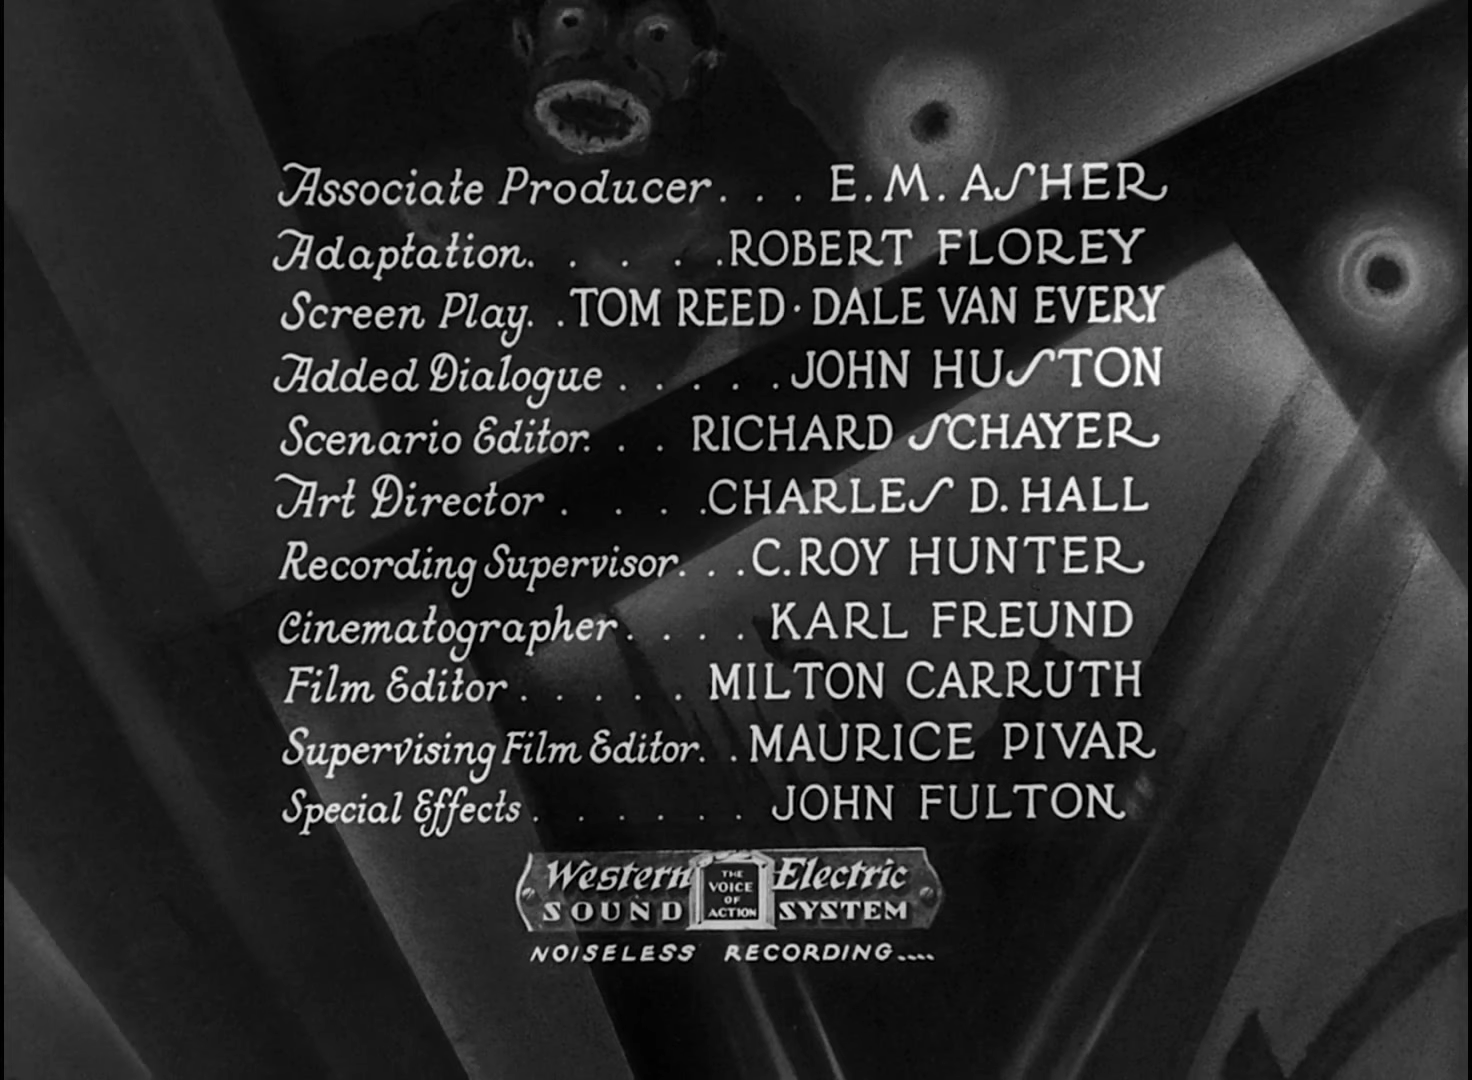 Associate Producer. . . E. M. ASHER
Adaptation. . . . .ROBERT FLOREY
Screen Play. .TOM REED · DALE VAN EVERY
Added Dialogue . . . . .JOHN HUSTON
Scenario Editor. . . RICHARD SCHAYER
Art Director . . . .CHARLES D. HALL
Recording Supervisor. . .C. ROY HUNTER
Cinematographer. . . . KARL FREUND
Film Editor . . . . . MILTON CARRUTH
Supervising Film Editor. .MAURICE PIVAR
Special Effects . . . . . . JOHN FULTON
Western Electric
SOUND SYSTEM
THE
VOICE
OF
ACTION
NOISELESS RECORDING....